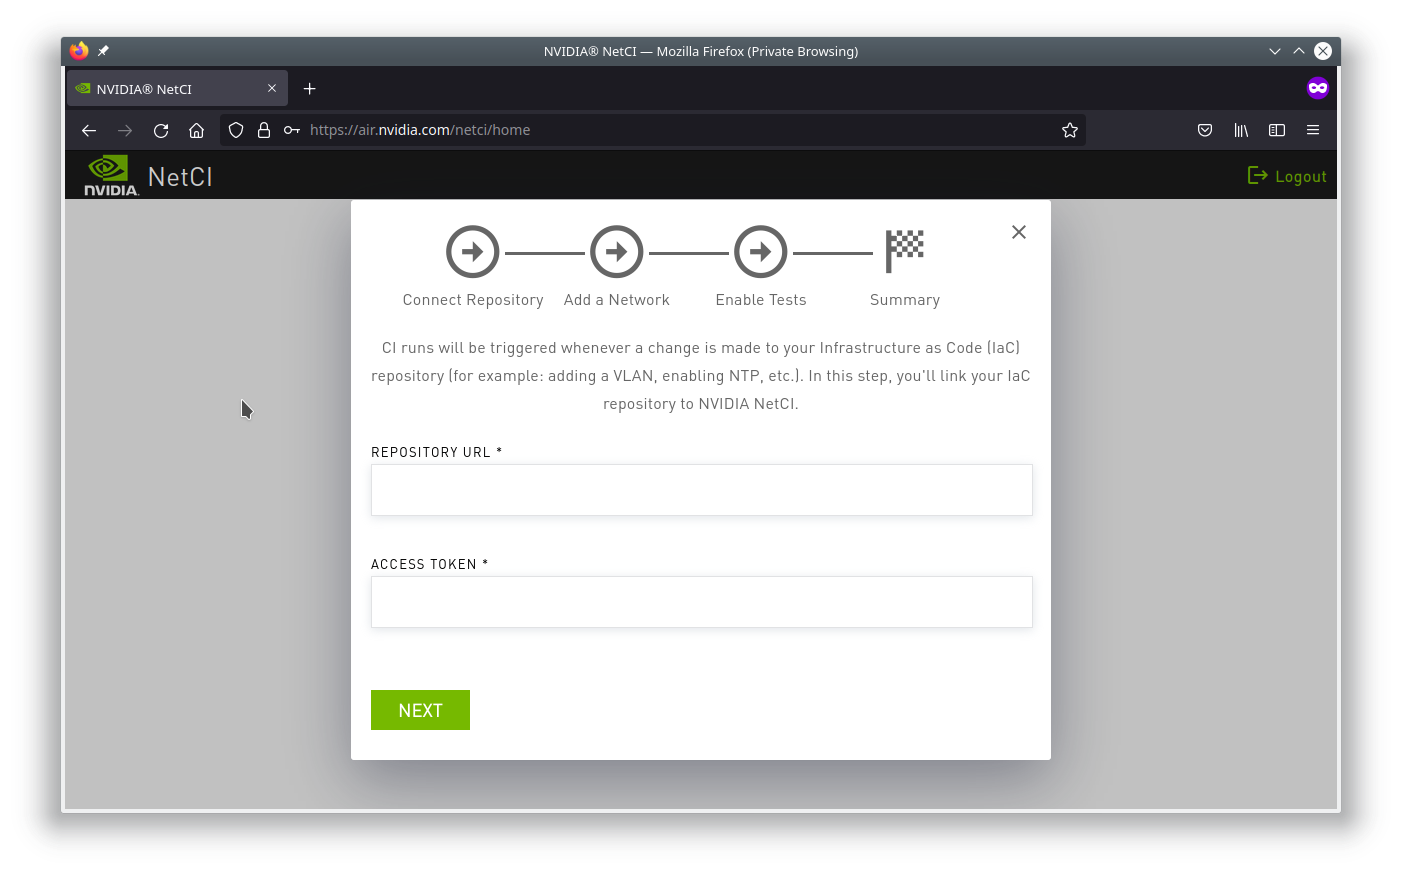 NVIDIA® NetCI — Mozilla Firefox (Private Browsing)
NVIDIA® NetCI
https://air.nvidia.com/netci/home
NVIDIA. NetCI
Logout
Connect Repository
Add a Network
Enable Tests
Summary
CI runs will be triggered whenever a change is made to your Infrastructure as Code (IaC)
repository (for example: adding a VLAN, enabling NTP, etc.). In this step, you'll link your IaC
repository to NVIDIA NetCI.
REPOSITORY URL *
ACCESS TOKEN *
NEXT